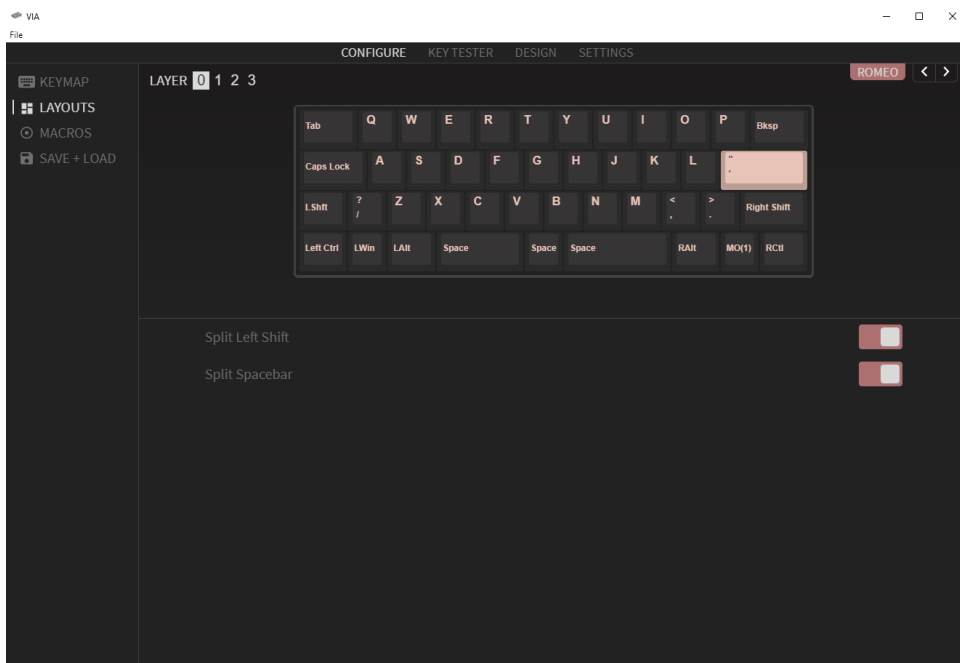 VIA
File
CONFIGURE KEY TESTER DESIGN SETTINGS
KEYMAP
LAYOUTS
MACROS
SAVE + LOAD
LAYER 0 1 2 3
ROMEO < >
Tab Q W E R T Y U I O P Bksp
Caps Lock A S D F G H J K L " '
LShft ? / Z X C V B N M < , > . Right Shift
Left Ctrl LWin LAlt Space Space Space RAlt MO(1) RCtl
Split Left Shift
Split Spacebar